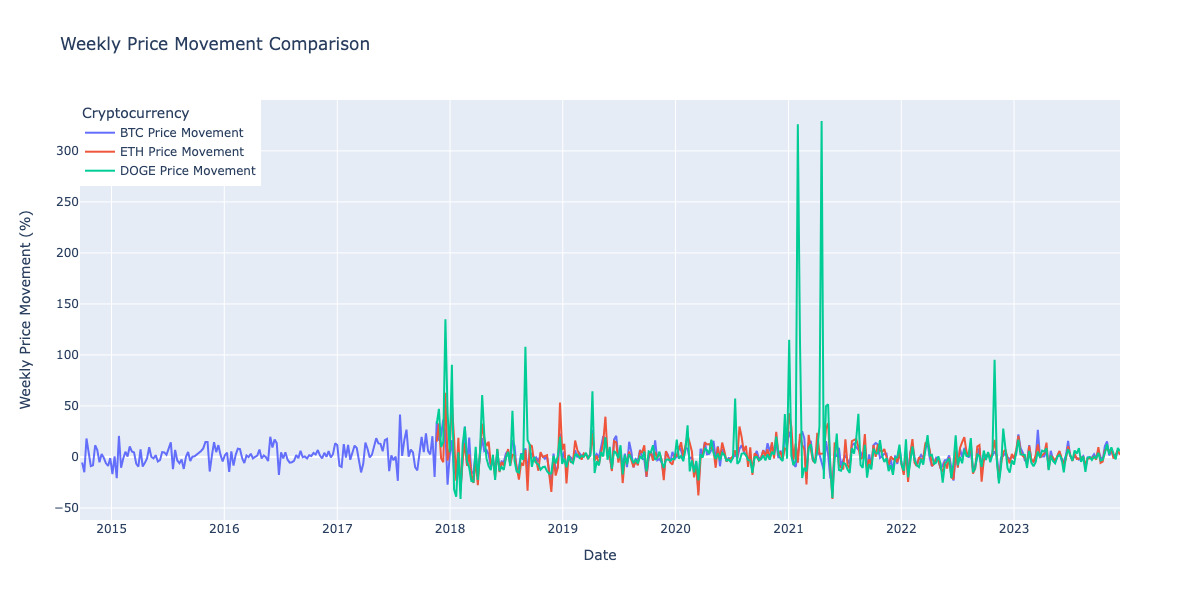 Weekly Price Movement Comparison
Cryptocurrency
BTC Price Movement
ETH Price Movement
DOGE Price Movement
300
250
200
150
100
50
0
−50
Weekly Price Movement (%)
2015 2016 2017 2018 2019 2020 2021 2022 2023
Date